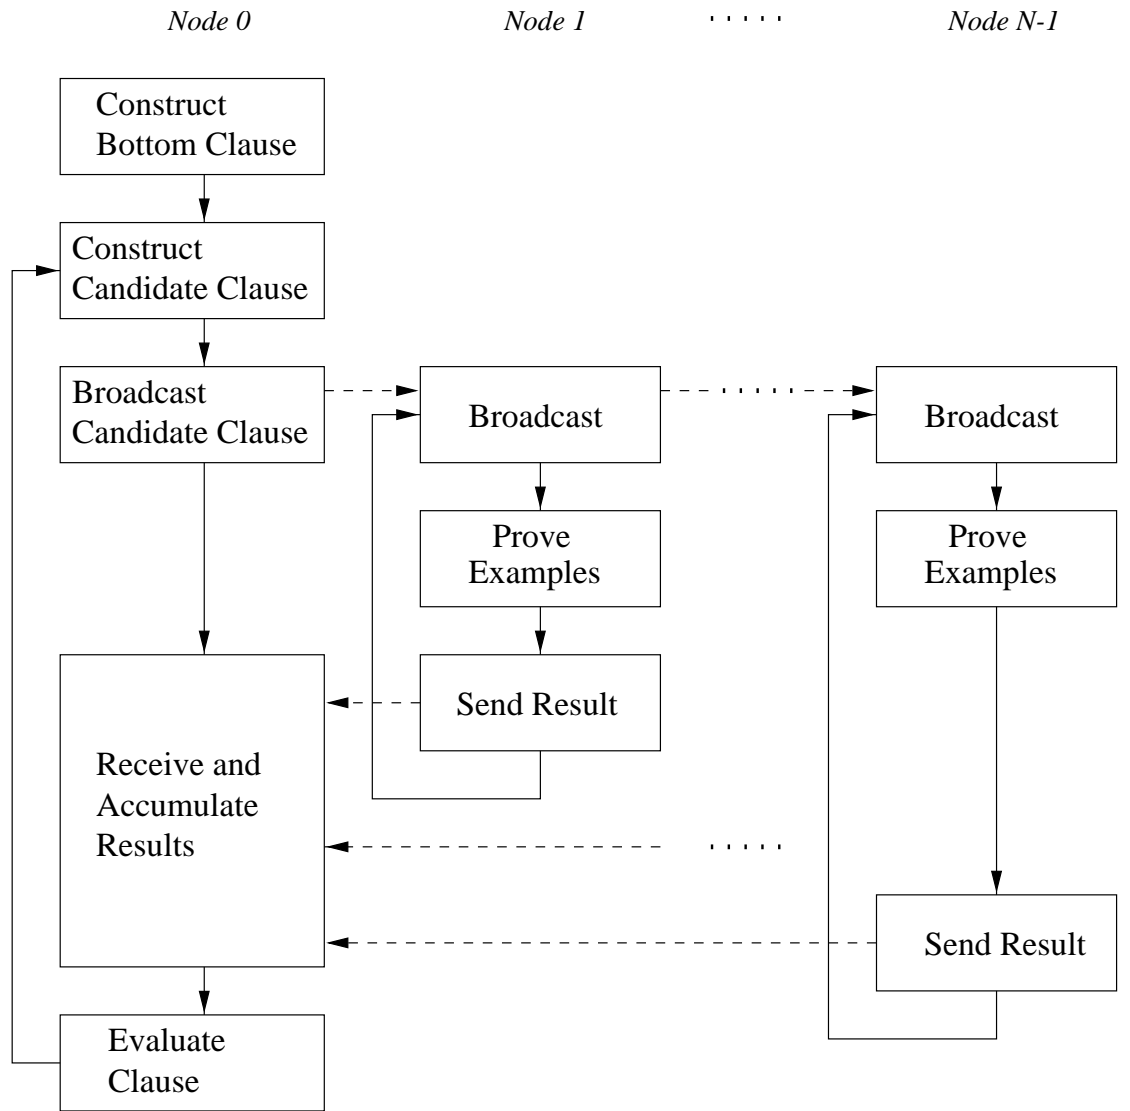 Node 0
Node 1
.....
Node N-1
Construct
Bottom Clause
Construct
Candidate Clause
Broadcast
Candidate Clause
Broadcast
.....
Broadcast
Prove
Examples
Prove
Examples
Receive and
Accumulate
Results
Send Result
.....
Send Result
Evaluate
Clause